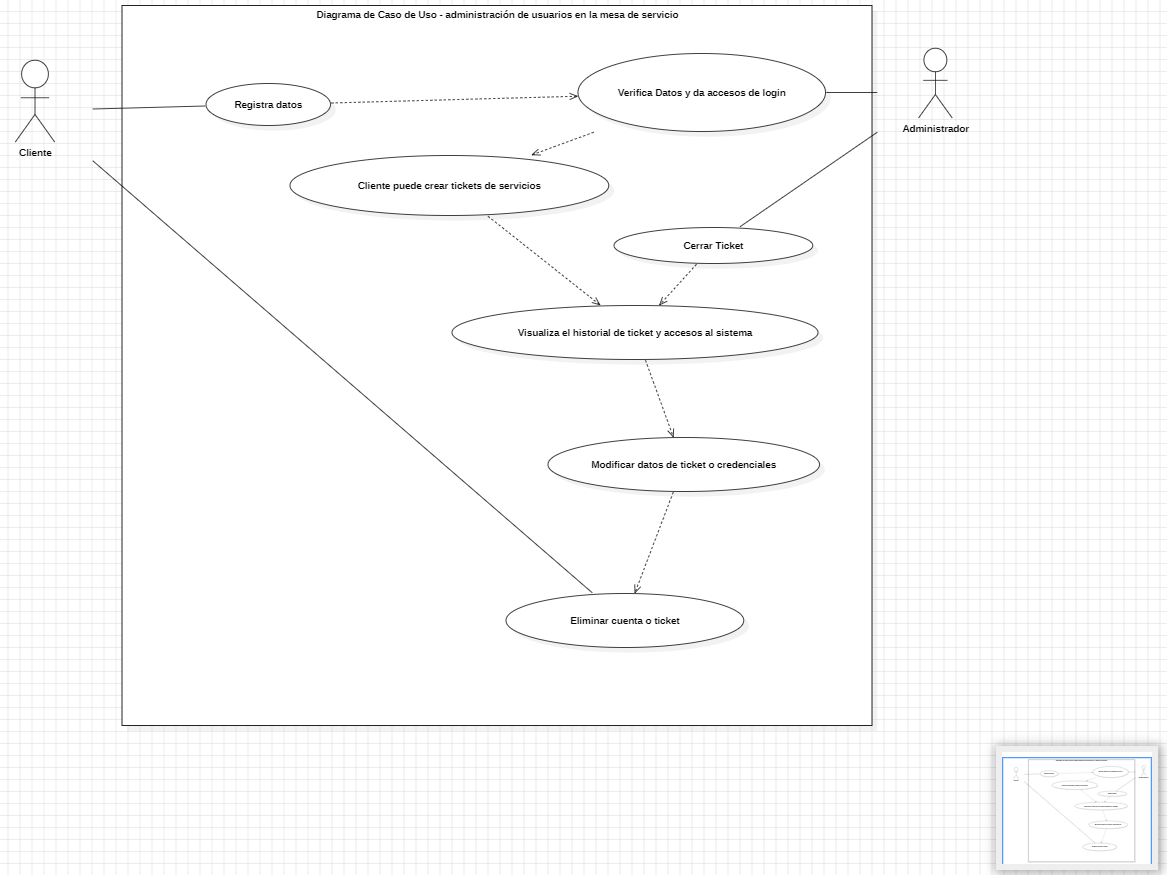 Diagrama de Caso de Uso - administración de usuarios en la mesa de servicio
Registra datos
Verifica Datos y da accesos de login
Cliente
Administrador
Cliente puede crear tickets de servicios
Cerrar Ticket
Visualiza el historial de ticket y accesos al sistema
Modificar datos de ticket o credenciales
Eliminar cuenta o ticket